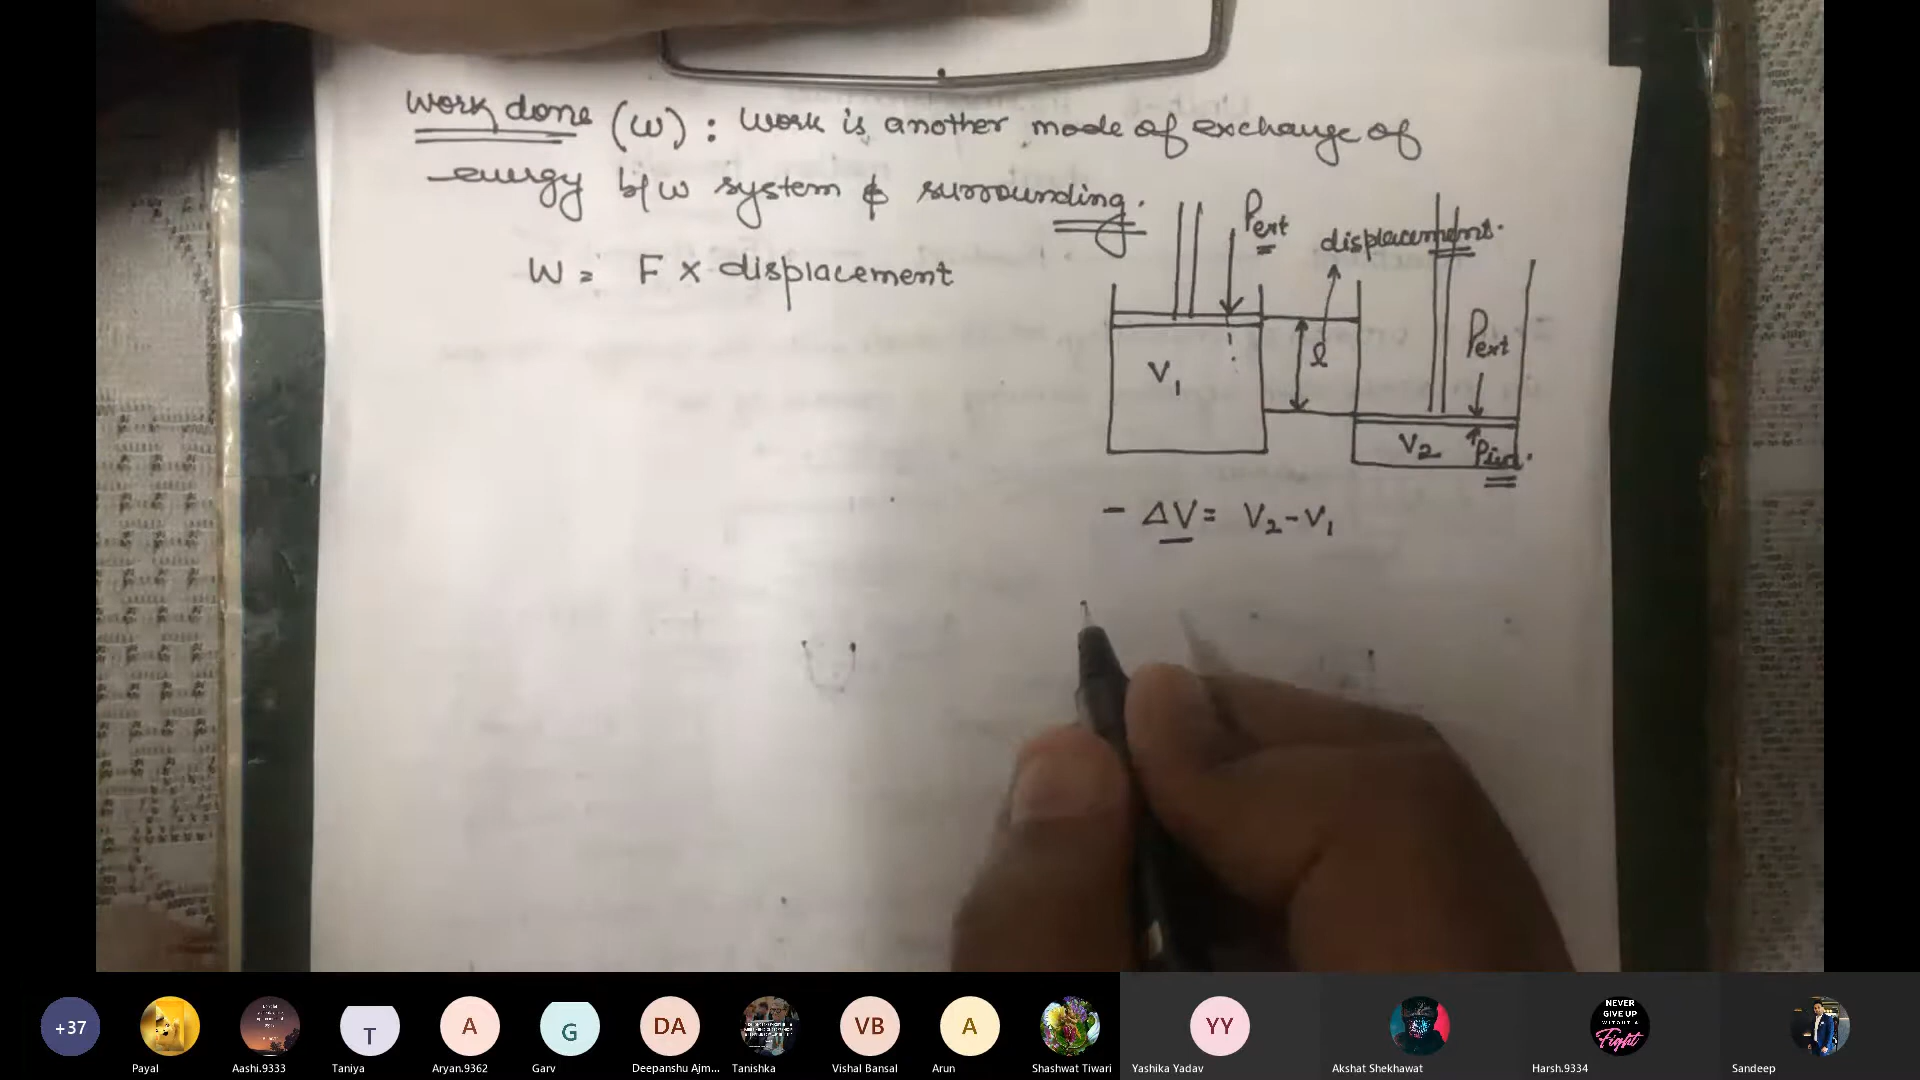 Work done (w) : Work is another mode of exchange of
energy b/w system & surrounding.
W = F × displacement
Pext
displacement.
V1
l
Pext
V2
- ΔV = V2-V1
+37
T
A
G
DA
VB
A
YY
NEVER
GIVE UP
WITHOUT A
Fight
Payal
Aashi.9333
Taniya
Aryan.9362
Garv
Deepanshu Ajm...
Tanishka
Vishal Bansal
Arun
Shashwat Tiwari
Yashika Yadav
Akshat Shekhawat
Harsh.9334
Sandeep